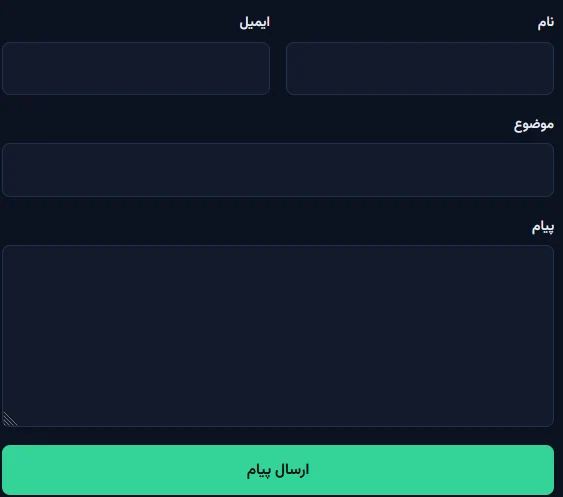 نام
ایمیل
موضوع
پیام
ارسال پیام